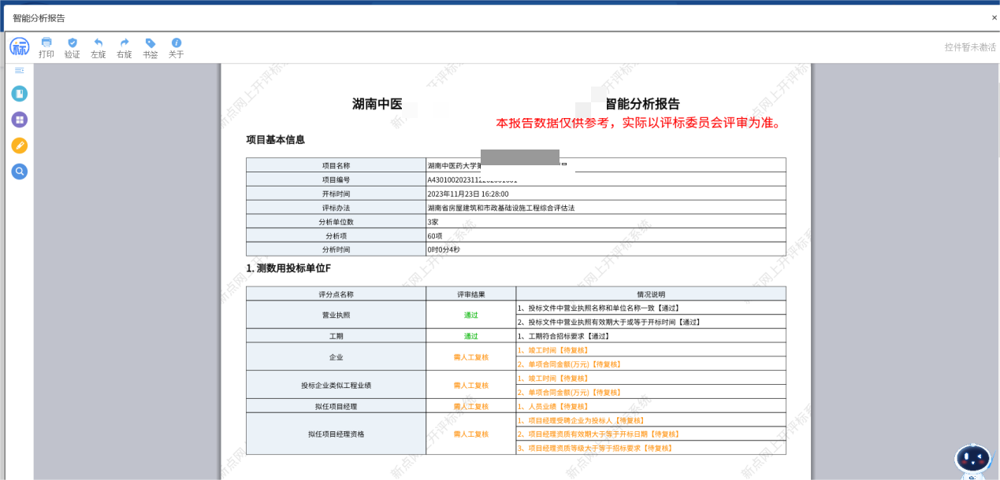 智能分析报告
×
标
打印 验证 左旋 右旋 书签 关于
控件暂未激活
湖南中医 智能分析报告
本报告数据仅供参考，实际以评标委员会评审为准。
项目基本信息
项目名称 湖南中医药大学第
项目编号 A4301002023112
开标时间 2023年11月23日 16:28:00
评标办法 湖南省房屋建筑和市政基础设施工程综合评估法
分析单位数 3家
分析项 60项
分析时间 0时0分4秒
1. 测数用投标单位F
评分点名称 评审结果 情况说明
营业执照 通过 1、投标文件中营业执照名称和单位名称一致【通过】
2、投标文件中营业执照有效期大于或等于开标时间【通过】
工期 通过 1、工期符合招标要求【通过】
企业 需人工复核 1、竣工时间【待复核】
2、单项合同金额(万元)【待复核】
投标企业类似工程业绩 需人工复核 1、竣工时间【待复核】
2、单项合同金额(万元)【待复核】
拟任项目经理 需人工复核 1、人员业绩【待复核】
拟任项目经理资格 需人工复核 1、项目经理受聘企业为投标人【待复核】
2、项目经理资质有效期大于等于开标日期【待复核】
3、项目经理资质等级大于等于招标要求【待复核】
新点网上开评标系统